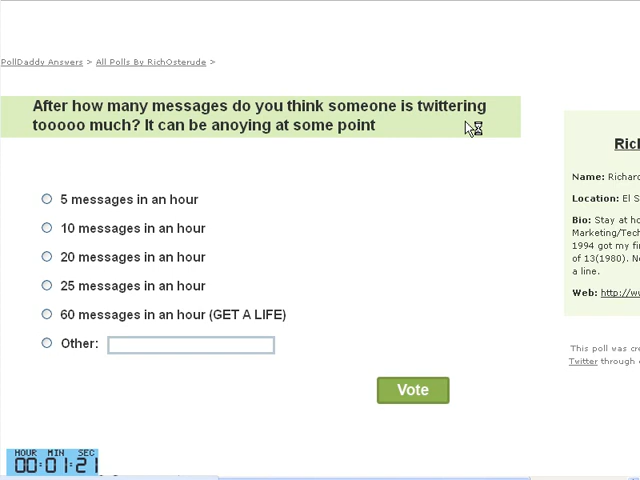 PollDaddy Answers > All Polls By RichOsterude >
After how many messages do you think someone is twittering
tooooo much? It can be anoying at some point
5 messages in an hour
10 messages in an hour
20 messages in an hour
25 messages in an hour
60 messages in an hour (GET A LIFE)
Other:
Vote
Name: Richard
Location: El S
Bio: Stay at ho
Marketing/Tech
1994 got my fi
of 13(1980). N
a line.
Web: http://w
This poll was cre
Twitter through
HOUR MIN SEC
00:01:21